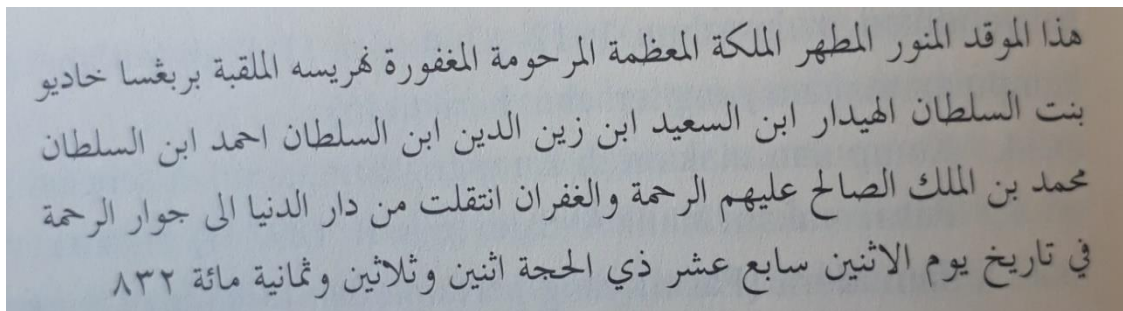 هذا الموقد المنور المطهر الملكة المعظمة المرحومة المغفورة نهريسه الملقبة بربغسا خاديو
بنت السلطان الهيدار ابن السعيد ابن زين الدين ابن السلطان احمد ابن السلطان
محمد بن الملك الصالح عليهم الرحمة والغفران انتقلت من دار الدنيا الى جوار الرحمة
في تاريخ يوم الاثنين سابع عشر ذي الحجة اثنين وثلاثين وثمانية مائة ٨٣٢